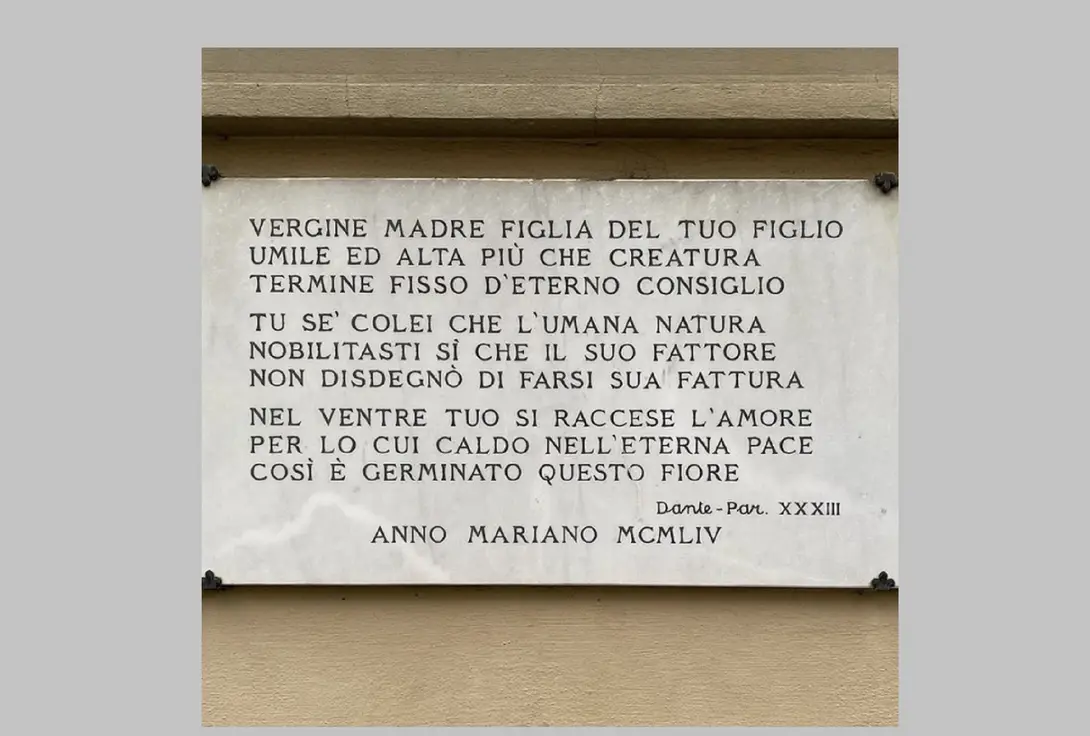 VERGINE MADRE FIGLIA DEL TUO FIGLIO
UMILE ED ALTA PIÙ CHE CREATURA
TERMINE FISSO D'ETERNO CONSIGLIO
TU SE' COLEI CHE L'UMANA NATURA
NOBILITASTI SÌ CHE IL SUO FATTORE
NON DISDEGNÒ DI FARSI SUA FATTURA
NEL VENTRE TUO SI RACCESE L'AMORE
PER LO CUI CALDO NELL'ETERNA PACE
COSÌ È GERMINATO QUESTO FIORE
Dante-Par. XXXIII
ANNO MARIANO MCMLIV